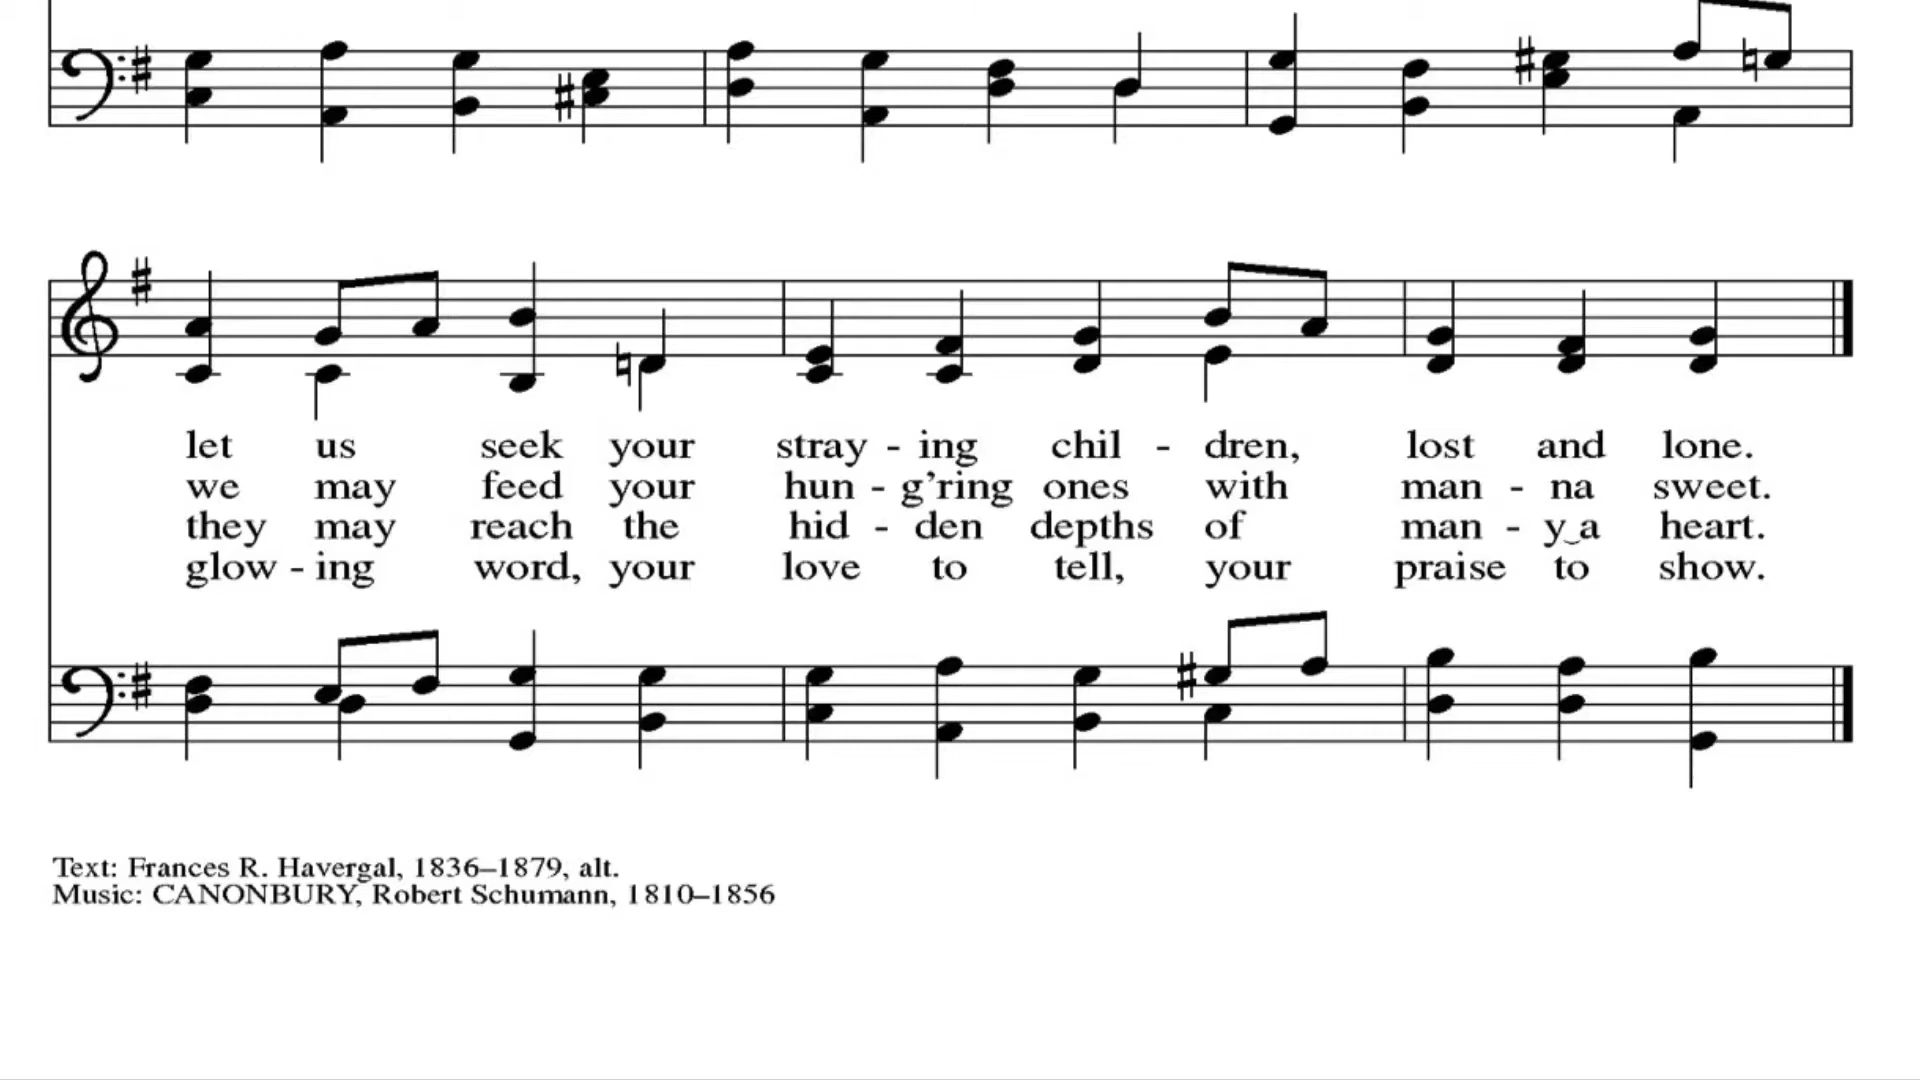 let us seek your stray - ing chil - dren, lost and lone.
we may feed your hun - g’ring ones with man - na sweet.
they may reach the hid - den depths of man - y‿a heart.
glow - ing word, your love to tell, your praise to show.
Text: Frances R. Havergal, 1836–1879, alt.
Music: CANONBURY, Robert Schumann, 1810–1856